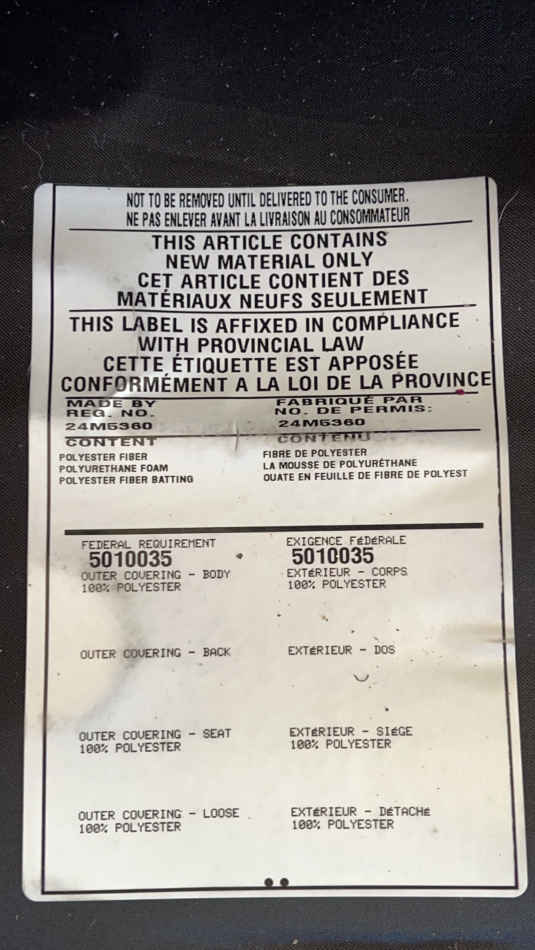 NOT TO BE REMOVED UNTIL DELIVERED TO THE CONSUMER.
NE PAS ENLEVER AVANT LA LIVRAISON AU CONSOMMATEUR
THIS ARTICLE CONTAINS
NEW MATERIAL ONLY
CET ARTICLE CONTIENT DES
MATÉRIAUX NEUFS SEULEMENT
THIS LABEL IS AFFIXED IN COMPLIANCE
WITH PROVINCIAL LAW
CETTE ÉTIQUETTE EST APPOSÉE
CONFORMÉMENT A LA LOI DE LA PROVINCE
MADE BY
REG. NO.
24M5360
FABRIQUÉ PAR
NO. DE PERMIS:
24M5360
CONTENT
POLYESTER FIBER
POLYURETHANE FOAM
POLYESTER FIBER BATTING
CONTENU
FIBRE DE POLYESTER
LA MOUSSE DE POLYURÉTHANE
OUATE EN FEUILLE DE FIBRE DE POLYEST
FEDERAL REQUIREMENT
5010035
OUTER COVERING - BODY
100% POLYESTER
EXIGENCE FÉDÉRALE
5010035
EXTÉRIEUR - CORPS
100% POLYESTER
OUTER COVERING - BACK
EXTÉRIEUR - DOS
OUTER COVERING - SEAT
100% POLYESTER
EXTÉRIEUR - SIÉGE
100% POLYESTER
OUTER COVERING - LOOSE
100% POLYESTER
EXTÉRIEUR - DÉTACHÉ
100% POLYESTER